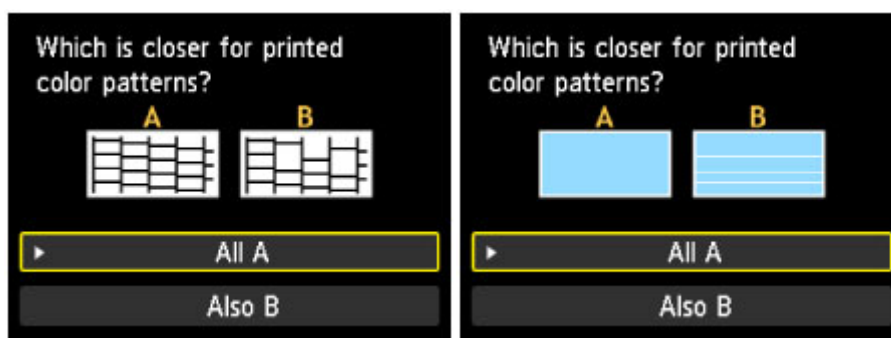 Which is closer for printed
color patterns?
A B
All A
Also B
Which is closer for printed
color patterns?
A B
All A
Also B